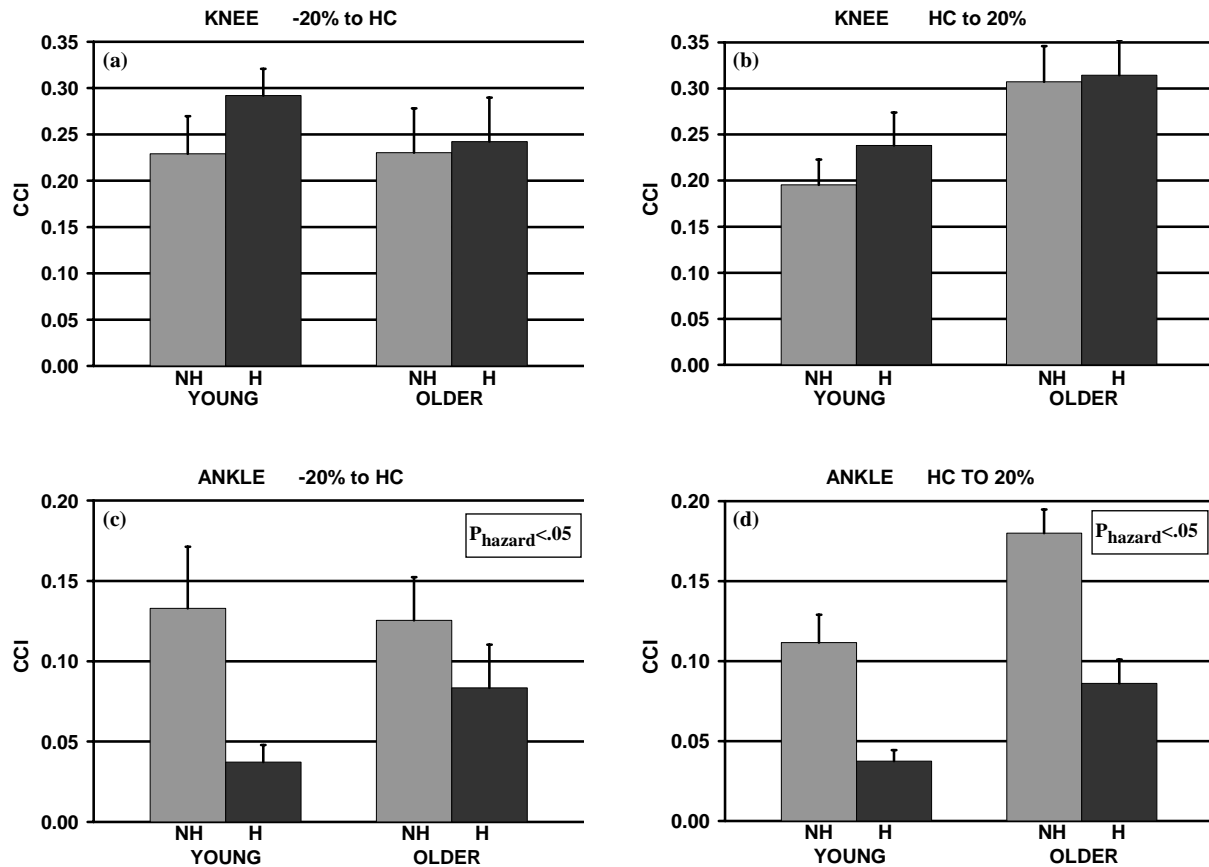 KNEE -20% to HC
(a)
CCI
0.35
0.30
0.25
0.20
0.15
0.10
0.05
0.00
NH H NH H
YOUNG OLDER
KNEE HC to 20%
(b)
CCI
0.35
0.30
0.25
0.20
0.15
0.10
0.05
0.00
NH H NH H
YOUNG OLDER
ANKLE -20% to HC
(c)
Phazard<.05
CCI
0.20
0.15
0.10
0.05
0.00
NH H NH H
YOUNG OLDER
ANKLE HC TO 20%
(d)
Phazard<.05
CCI
0.20
0.15
0.10
0.05
0.00
NH H NH H
YOUNG OLDER